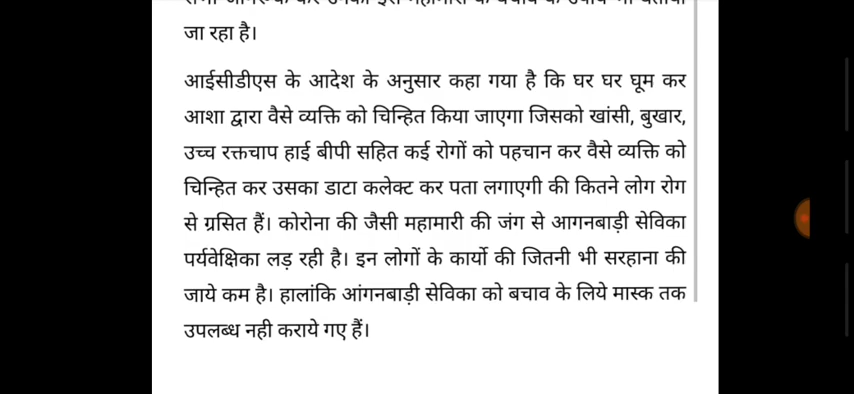 जा रहा है।
आईसीडीएस के आदेश के अनुसार कहा गया है कि घर घर घूम कर
आशा द्वारा वैसे व्यक्ति को चिन्हित किया जाएगा जिसको खांसी, बुखार,
उच्च रक्तचाप हाई बीपी सहित कई रोगों को पहचान कर वैसे व्यक्ति को
चिन्हित कर उसका डाटा कलेक्ट कर पता लगाएगी की कितने लोग रोग
से ग्रसित हैं। कोरोना की जैसी महामारी की जंग से आगनबाड़ी सेविका
पर्यवेक्षिका लड़ रही है। इन लोगों के कार्यो की जितनी भी सरहाना की
जाये कम है। हालांकि आंगनबाड़ी सेविका को बचाव के लिये मास्क तक
उपलब्ध नही कराये गए हैं।